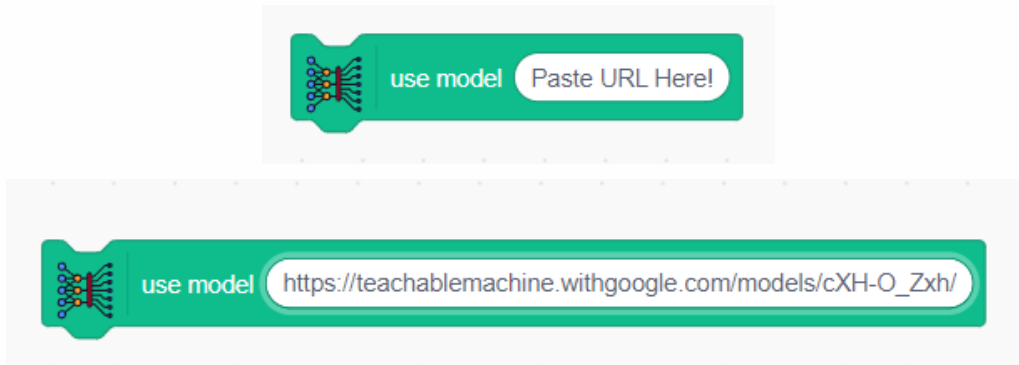 use model Paste URL Here!
use model https://teachablemachine.withgoogle.com/models/cXH-O_Zxh/